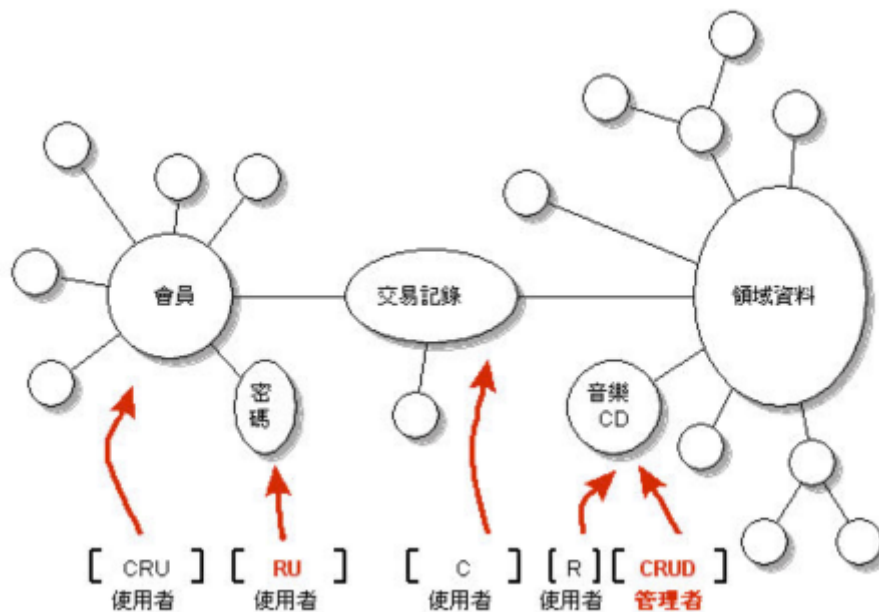 會員
交易記錄
領域資料
密
碼
音樂
CD
[ CRU ] [ RU ] [ C ] [ R ] [ CRUD ]
使用者 使用者 使用者 使用者 管理者